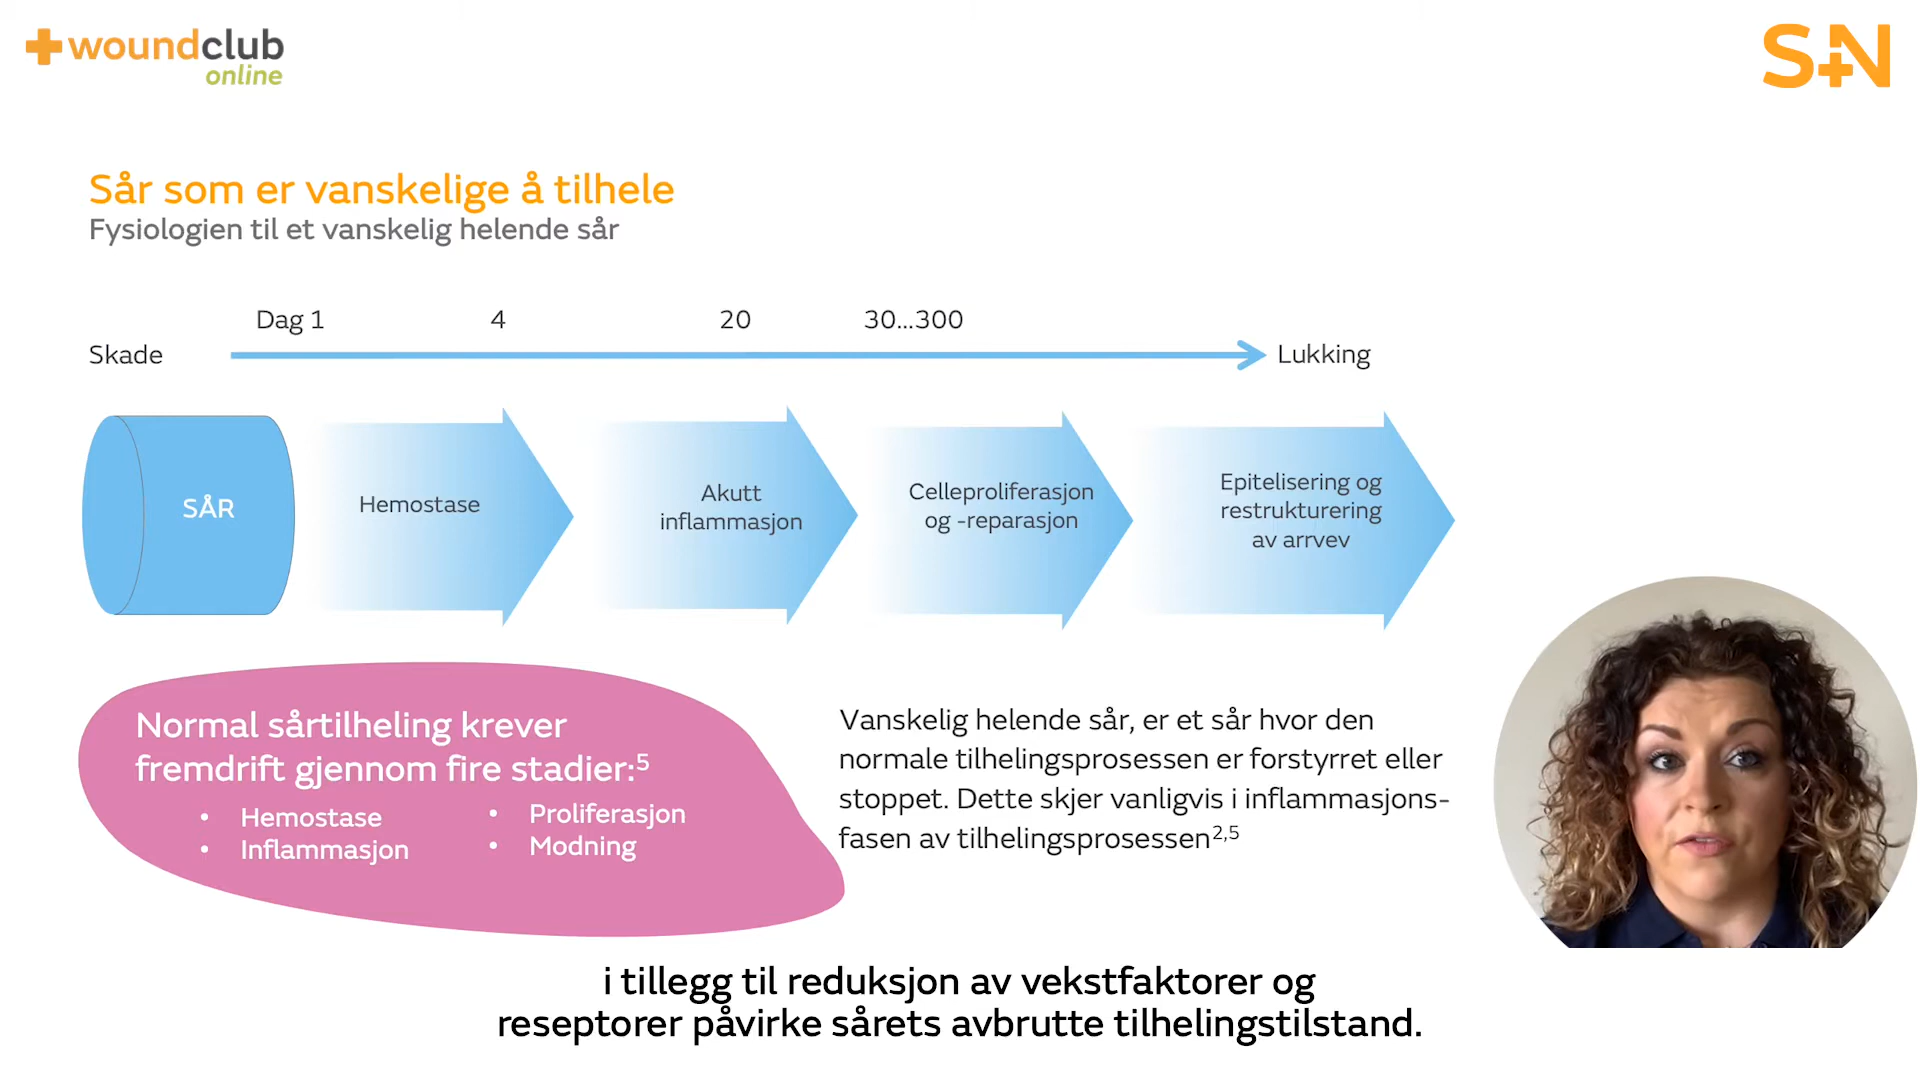 woundclub
online
S+N
Sår som er vanskelige å tilhele
Fysiologien til et vanskelig helende sår
Dag 1 4 20 30...300
Skade Lukking
SÅR
Hemostase
Akutt
inflammasjon
Celleproliferasjon
og -reparasjon
Epitelisering og
restrukturering
av arrvev
Normal sårtilheling krever
fremdrift gjennom fire stadier:5
• Hemostase
• Inflammasjon
• Proliferasjon
• Modning
Vanskelig helende sår, er et sår hvor den
normale tilhelingsprosessen er forstyrret eller
stoppet. Dette skjer vanligvis i inflammasjons-
fasen av tilhelingsprosessen2,5
i tillegg til reduksjon av vekstfaktorer og
reseptorer påvirke sårets avbrutte tilhelingstilstand.